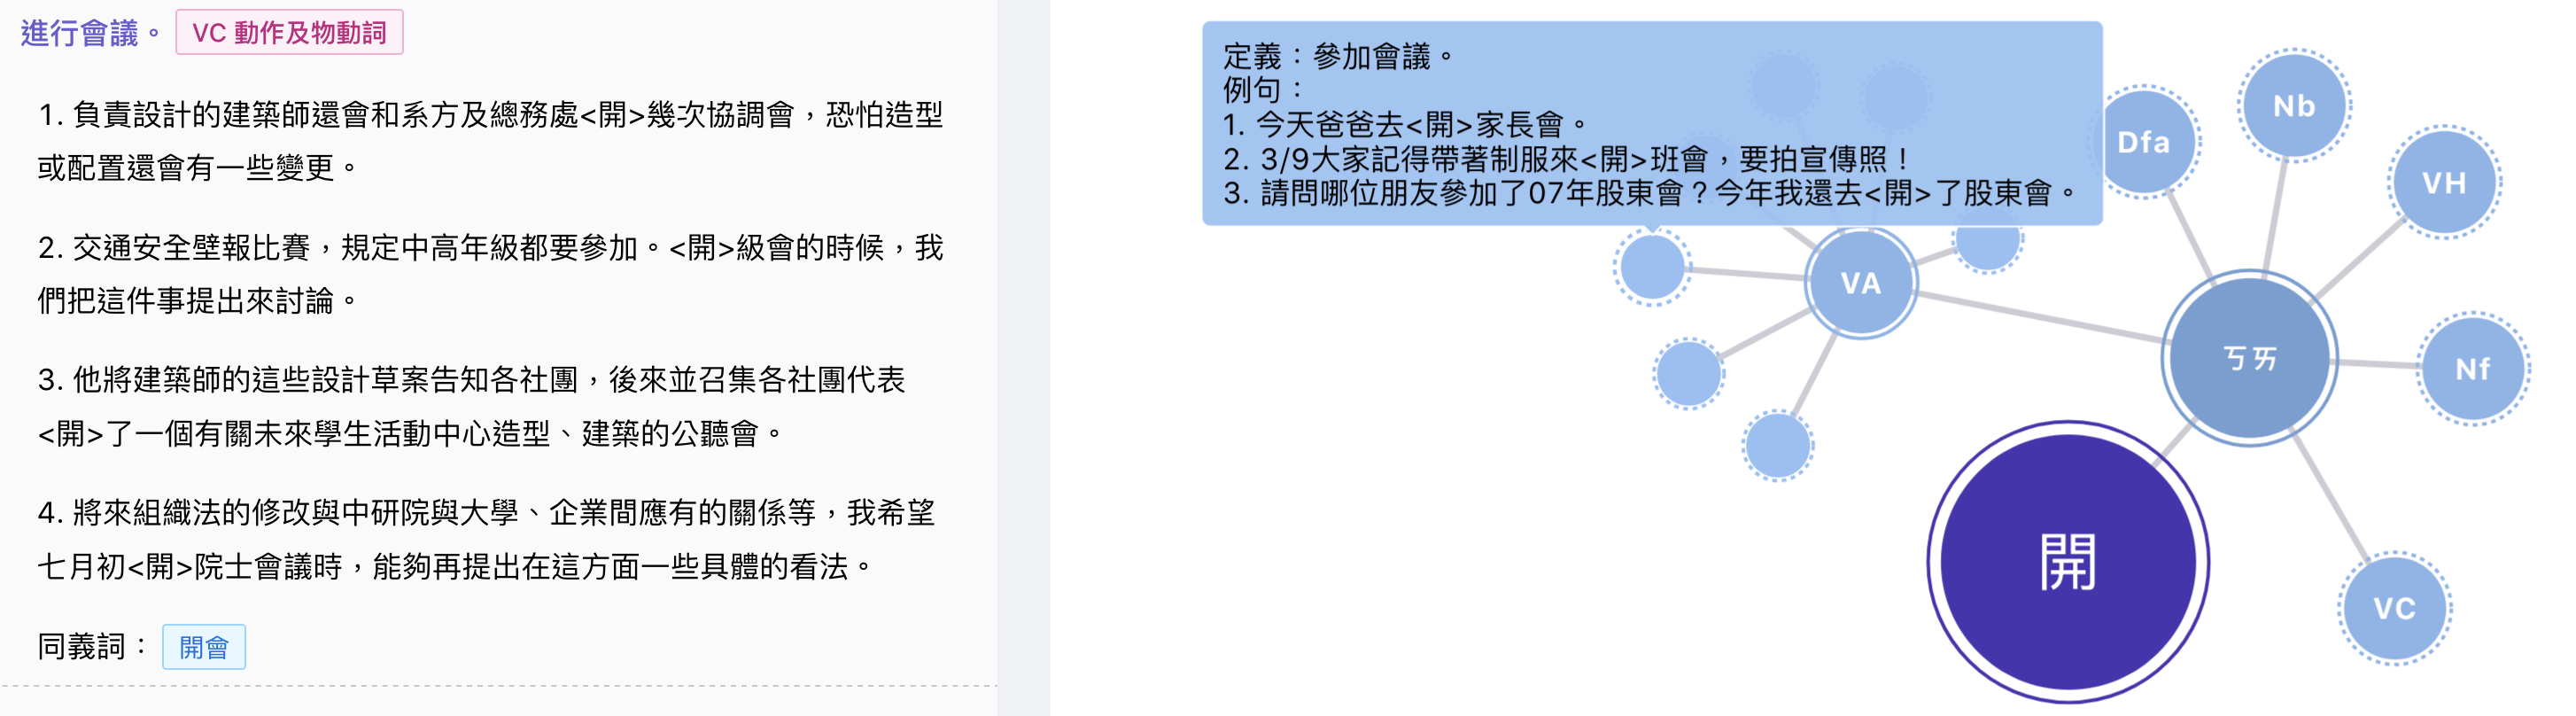 進行會議。 VC 動作及物動詞
1. 負責設計的建築師還會和系方及總務處<開>幾次協調會，恐怕造型
或配置還會有一些變更。
2. 交通安全壁報比賽，規定中高年級都要參加。<開>級會的時候，我
們把這件事提出來討論。
3. 他將建築師的這些設計草案告知各社團，後來並召集各社團代表
<開>了一個有關未來學生活動中心造型、建築的公聽會。
4. 將來組織法的修改與中研院與大學、企業間應有的關係等，我希望
七月初<開>院士會議時，能夠再提出在這方面一些具體的看法。
同義詞： 開會
定義：參加會議。
例句：
1. 今天爸爸去<開>家長會。
2. 3/9大家記得帶著制服來<開>班會，要拍宣傳照！
3. 請問哪位朋友參加了07年股東會？今年我還去<開>了股東會。
Dfa
Nb
VH
VA
ㄎㄞ
Nf
開
VC